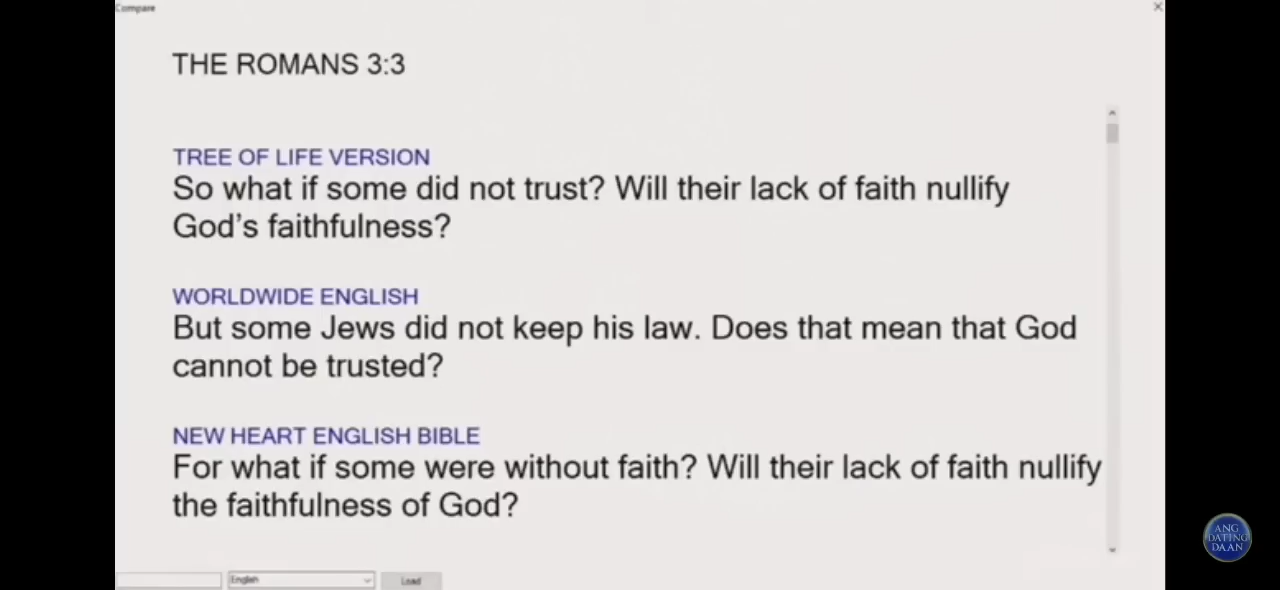 Compare
THE ROMANS 3:3
TREE OF LIFE VERSION
So what if some did not trust? Will their lack of faith nullify
God's faithfulness?
WORLDWIDE ENGLISH
But some Jews did not keep his law. Does that mean that God
cannot be trusted?
NEW HEART ENGLISH BIBLE
For what if some were without faith? Will their lack of faith nullify
the faithfulness of God?
English
Load
ANG
DATING
DAAN